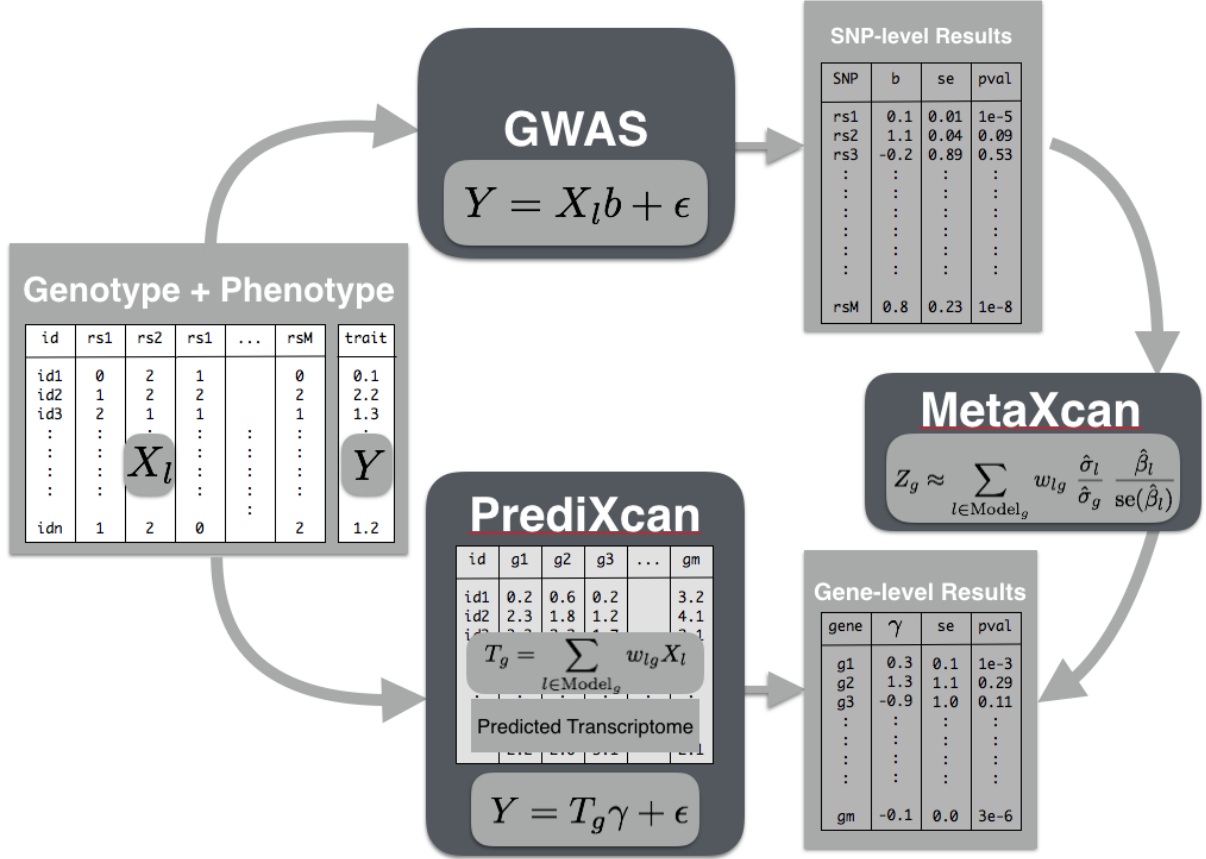 GWAS
Y = X_l b + ϵ
SNP-level Results
SNP b se pval
rs1 0.1 0.01 1e-5
rs2 1.1 0.04 0.09
rs3 -0.2 0.89 0.53
: : : :
: : : :
: : : :
: : : :
: : : :
: : : :
rsM 0.8 0.23 1e-8
Genotype + Phenotype
id rs1 rs2 rs1 ... rsM trait
id1 0 2 1 0 0.1
id2 1 2 2 2 2.2
id3 2 1 1 1 1.3
: : : : : :
X_l
Y
idn 1 2 0 2 1.2
MetaXcan
Z_g ≈ ∑_{l∈Model_g} w_{lg} \frac{σ̂_l}{σ̂_g} \frac{β̂_l}{se(β̂_l)}
PrediXcan
id g1 g2 g3 ... gm
id1 0.2 0.6 0.2 3.2
id2 2.3 1.8 1.2 4.1
T_g = ∑_{l∈Model_g} w_{lg} X_l
Predicted Transcriptome
Y = T_g γ + ϵ
Gene-level Results
gene γ se pval
g1 0.3 0.1 1e-3
g2 1.3 1.1 0.29
g3 -0.9 1.0 0.11
: : : :
: : : :
: : : :
: : : :
gm -0.1 0.0 3e-6